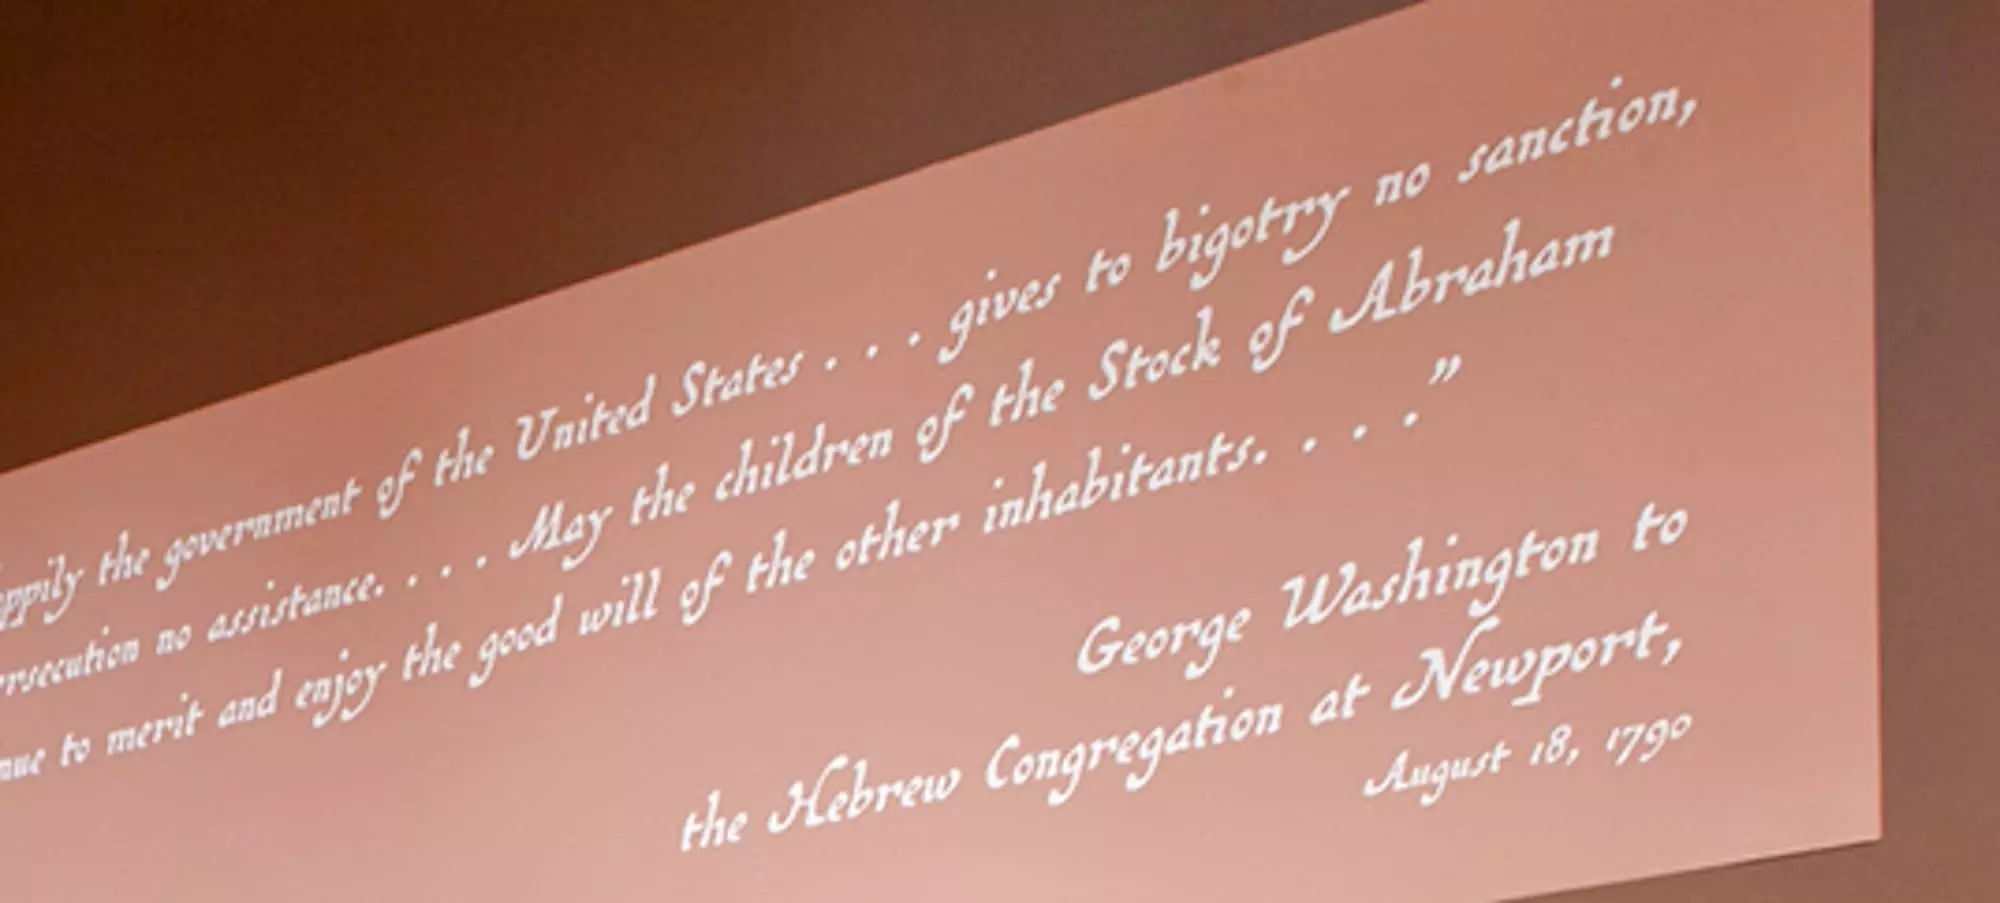 the government of the United States . . . gives to bigotry no sanction,
no assistance. . . . May the children of the Stock of Abraham
to merit and enjoy the good will of the other inhabitants. . . .”
George Washington to
the Hebrew Congregation at Newport,
August 18, 1790